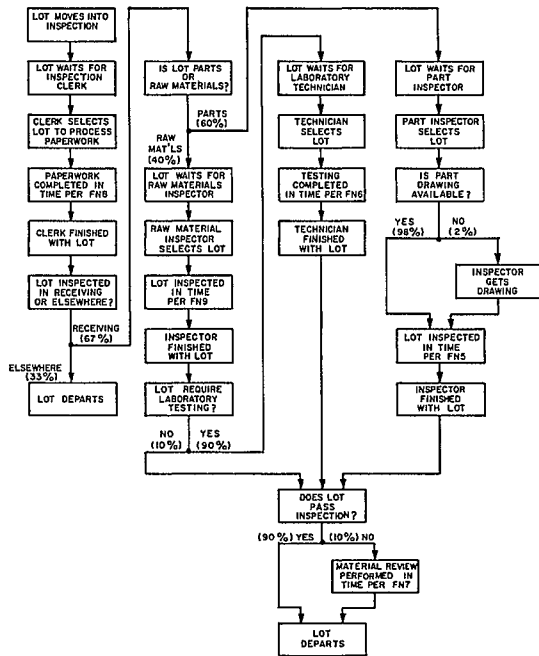 LOT MOVES INTO
INSPECTION
LOT WAITS FOR
INSPECTION
CLERK
CLERK SELECTS
LOT TO PROCESS
PAPERWORK
PAPERWORK
COMPLETED IN
TIME PER FN8
CLERK FINISHED
WITH LOT
LOT INSPECTED
IN RECEIVING
OR ELSEWHERE?
RECEIVING
(67%)
ELSEWHERE
(33%)
LOT DEPARTS
IS LOT PARTS
OR
RAW MATERIALS?
PARTS
(60%)
RAW
MAT'LS
(40%)
LOT WAITS FOR
RAW MATERIALS
INSPECTOR
RAW MATERIAL
INSPECTOR
SELECTS LOT
LOT INSPECTED
IN TIME
PER FN9
INSPECTOR
FINISHED
WITH LOT
LOT REQUIRE
LABORATORY
TESTING?
NO YES
(10%) (90%)
LOT WAITS FOR
LABORATORY
TECHNICIAN
TECHNICIAN
SELECTS
LOT
TESTING
COMPLETED
IN TIME PER FN6
TECHNICIAN
FINISHED
WITH LOT
LOT WAITS FOR
PART
INSPECTOR
PART INSPECTOR
SELECTS
LOT
IS PART
DRAWING
AVAILABLE?
YES NO
(98%) (2%)
INSPECTOR
GETS
DRAWING
LOT INSPECTED
IN TIME
PER FN5
INSPECTOR
FINISHED
WITH LOT
DOES LOT
PASS
INSPECTION?
(90%) YES (10%) NO
MATERIAL REVIEW
PERFORMED IN
TIME PER FN7
LOT
DEPARTS